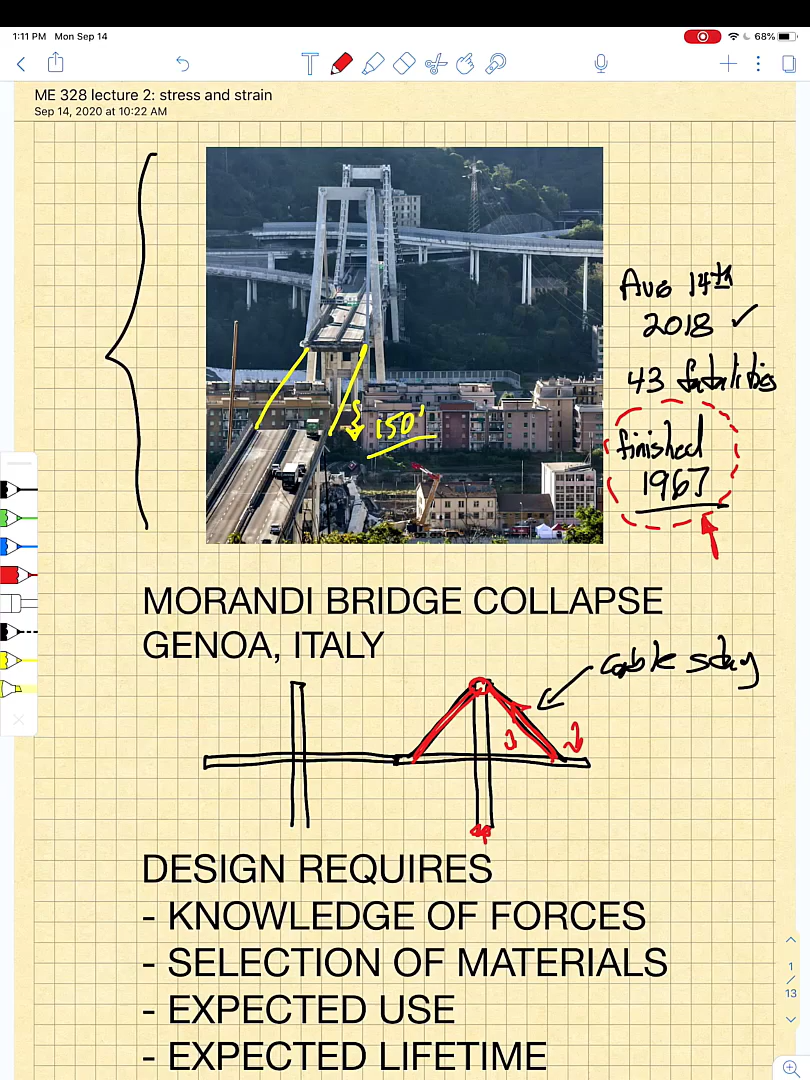 1:11 PM Mon Sep 14
68%
T
ME 328 lecture 2: stress and strain
Sep 14, 2020 at 10:22 AM
Aug 14th
2018 ✓
43 fatalities
finished
1967
150'
MORANDI BRIDGE COLLAPSE
GENOA, ITALY
cable stay
DESIGN REQUIRES
- KNOWLEDGE OF FORCES
- SELECTION OF MATERIALS
- EXPECTED USE
- EXPECTED LIFETIME
1
/
13